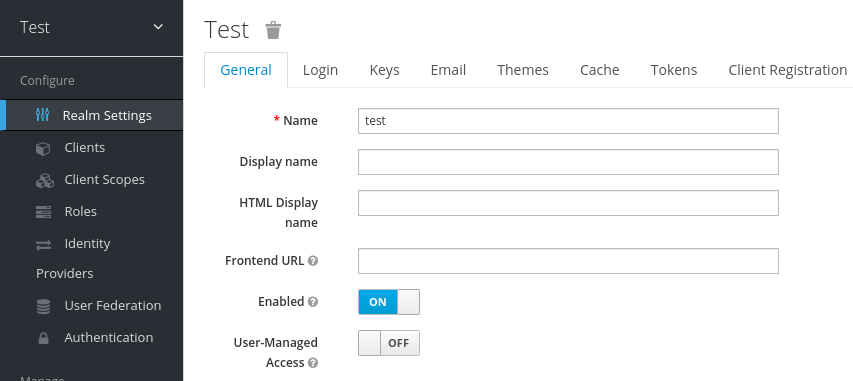 Test
Configure
Realm Settings
Clients
Client Scopes
Roles
Identity
Providers
User Federation
Authentication
Test
General Login Keys Email Themes Cache Tokens Client Registration
* Name test
Display name
HTML Display
name
Frontend URL ?
Enabled ? ON
User-Managed OFF
Access ?